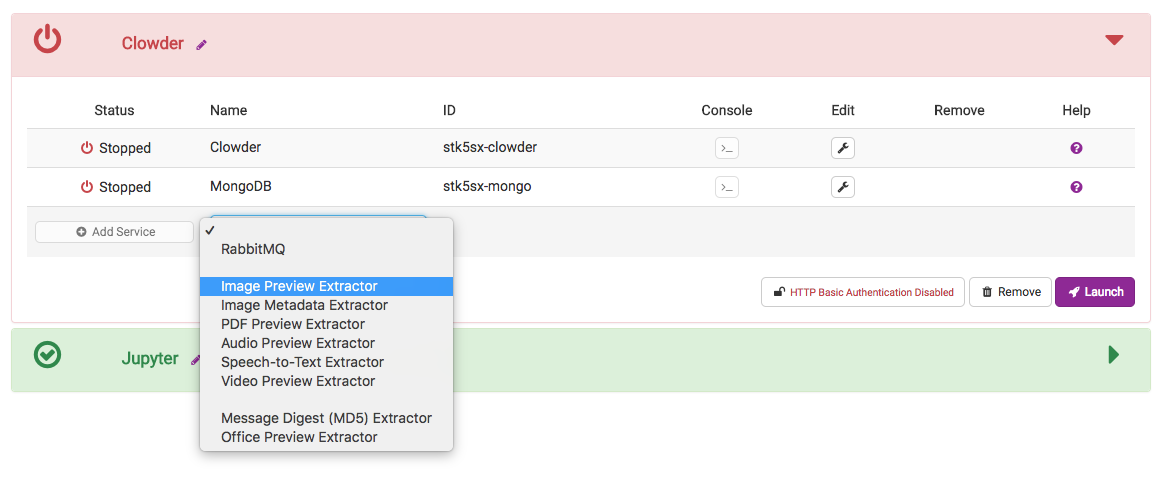 Clowder
Status Name ID Console Edit Remove Help
Stopped Clowder stk5sx-clowder >_
Stopped MongoDB stk5sx-mongo >_
Add Service
RabbitMQ
Image Preview Extractor
Image Metadata Extractor
PDF Preview Extractor
Audio Preview Extractor
Speech-to-Text Extractor
Video Preview Extractor
Message Digest (MD5) Extractor
Office Preview Extractor
HTTP Basic Authentication Disabled Remove Launch
Jupyter